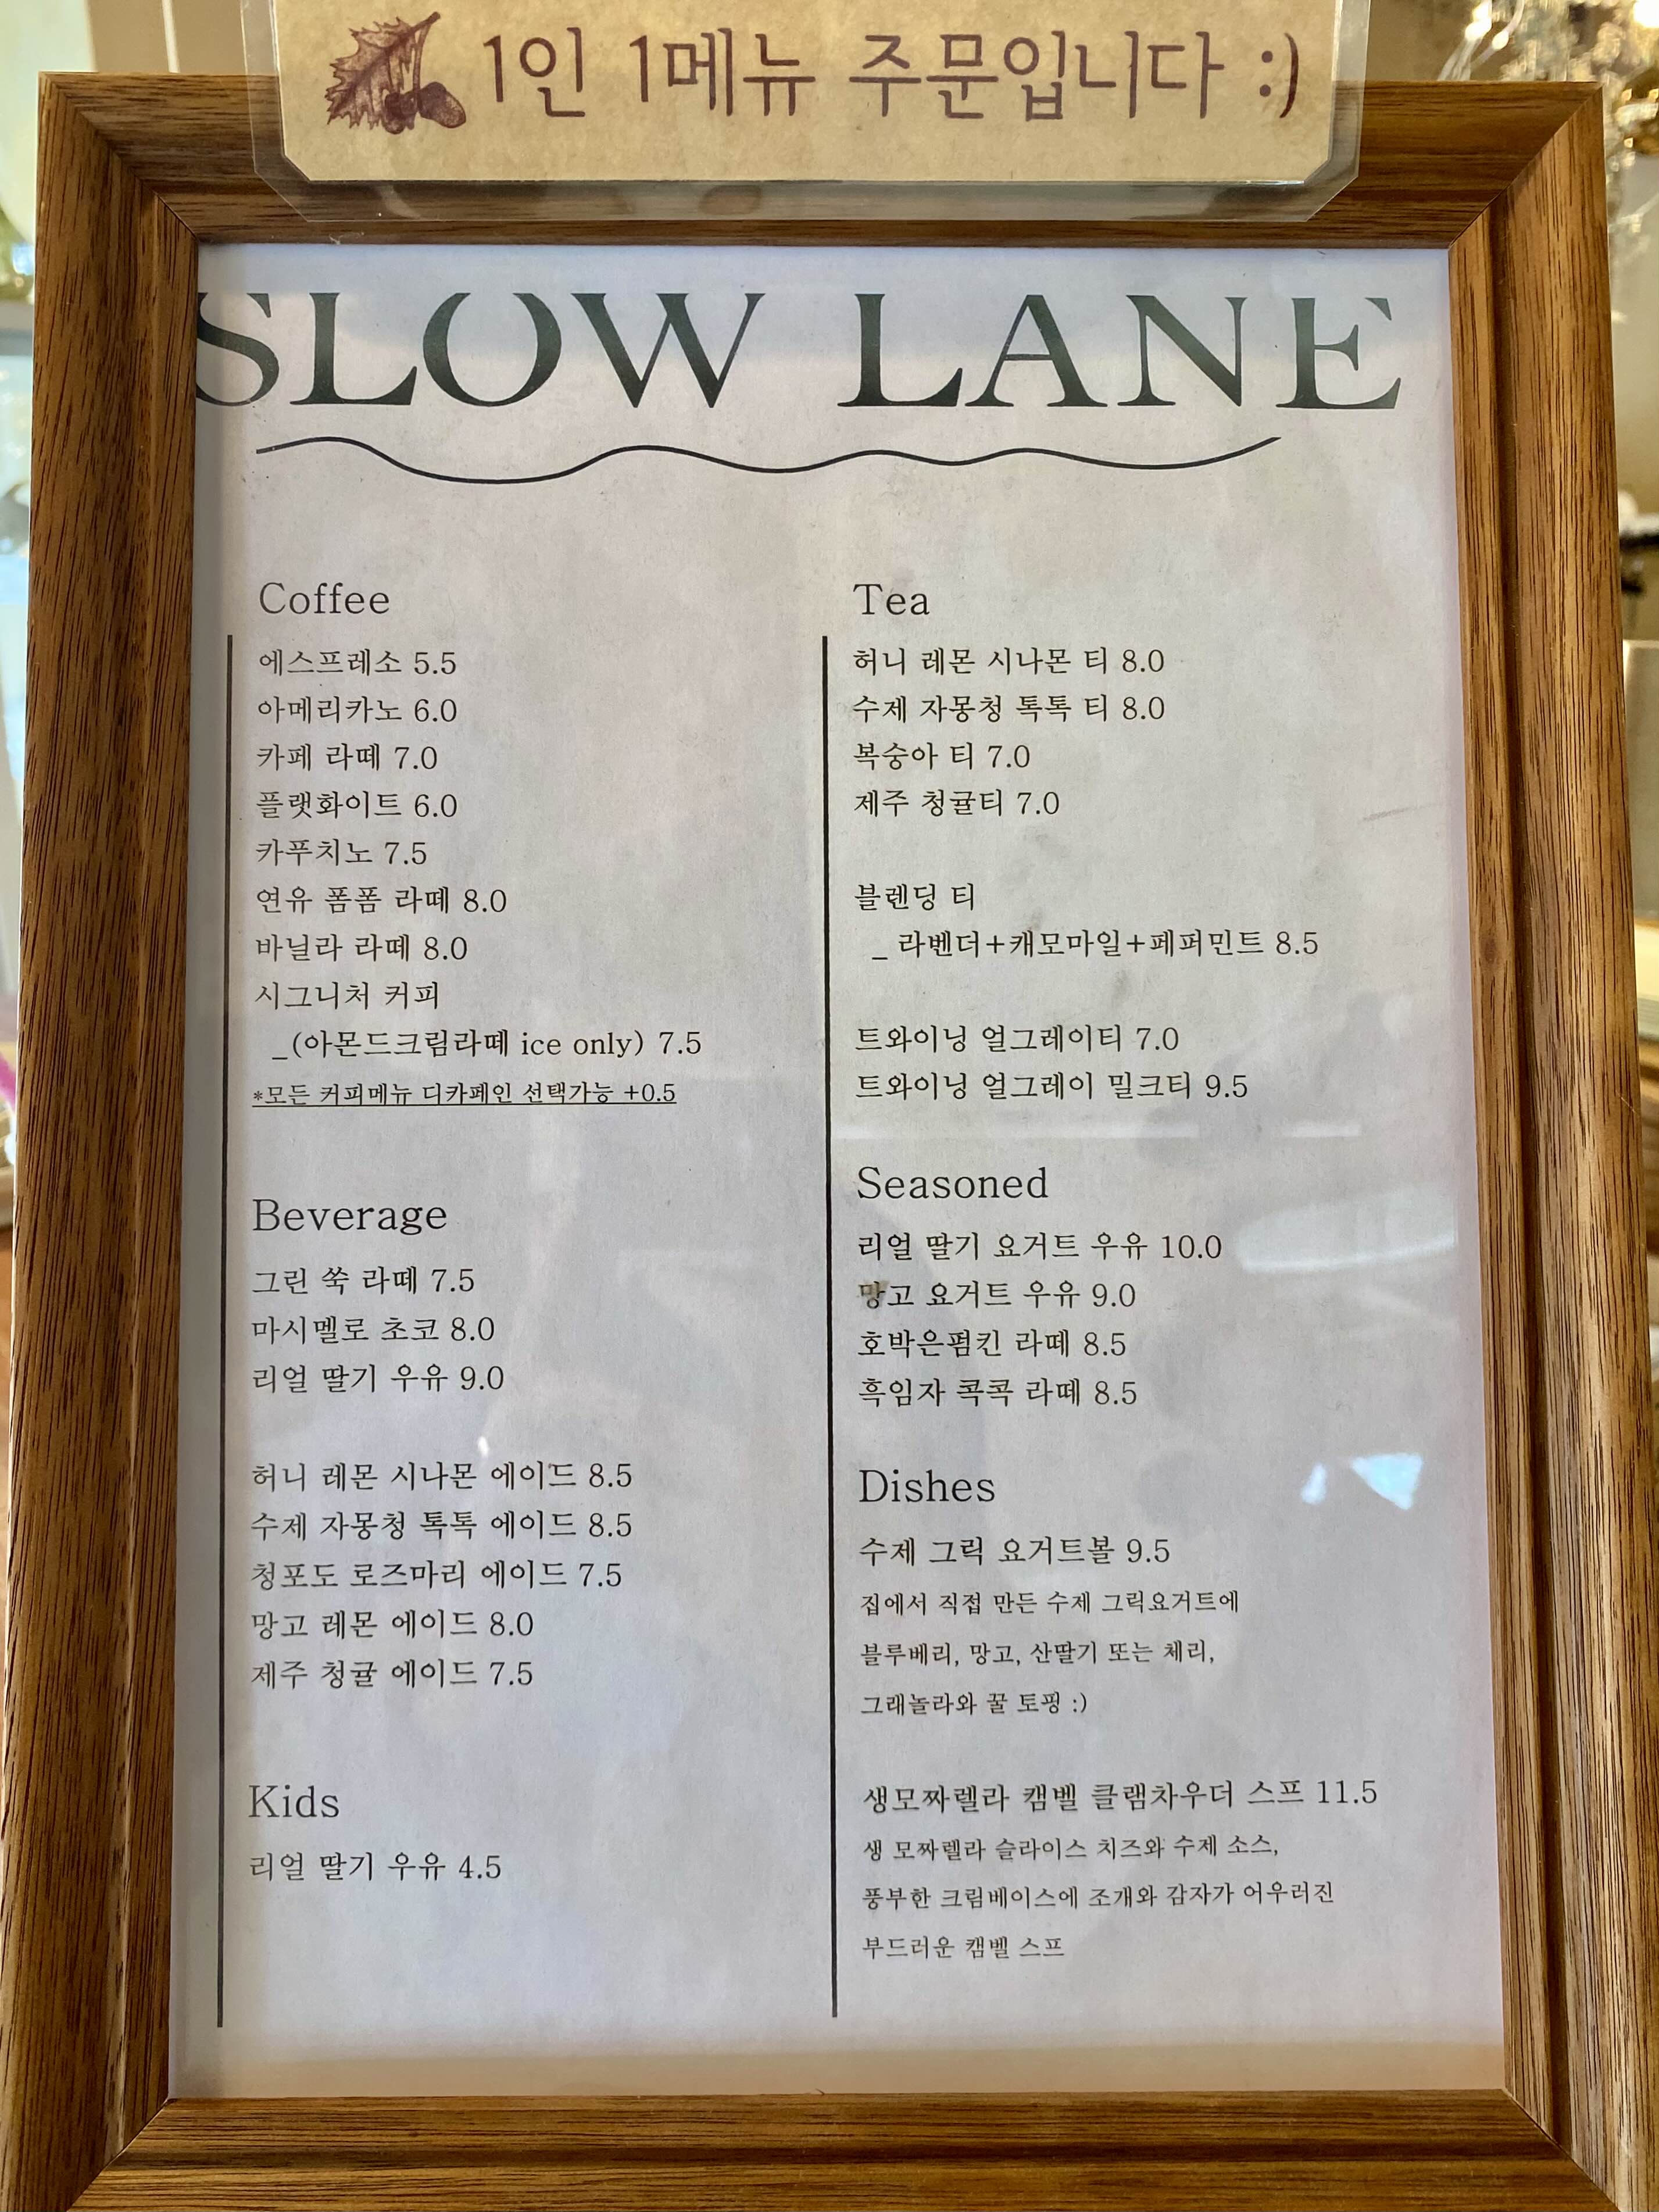 1인 1메뉴 주문입니다 :)
SLOW LANE
Coffee
에스프레소 5.5
아메리카노 6.0
카페 라떼 7.0
플랫화이트 6.0
카푸치노 7.5
연유 폼폼 라떼 8.0
바닐라 라떼 8.0
시그니처 커피
_(아몬드크림라떼 ice only) 7.5
*모든 커피메뉴 디카페인 선택가능 +0.5
Beverage
그린 쑥 라떼 7.5
마시멜로 초코 8.0
리얼 딸기 우유 9.0
허니 레몬 시나몬 에이드 8.5
수제 자몽청 톡톡 에이드 8.5
청포도 로즈마리 에이드 7.5
망고 레몬 에이드 8.0
제주 청귤 에이드 7.5
Kids
리얼 딸기 우유 4.5
Tea
허니 레몬 시나몬 티 8.0
수제 자몽청 톡톡 티 8.0
복숭아 티 7.0
제주 청귤티 7.0
블렌딩 티
_ 라벤더+캐모마일+페퍼민트 8.5
트와이닝 얼그레이티 7.0
트와이닝 얼그레이 밀크티 9.5
Seasoned
리얼 딸기 요거트 우유 10.0
망고 요거트 우유 9.0
호박은펌킨 라떼 8.5
흑임자 콕콕 라떼 8.5
Dishes
수제 그릭 요거트볼 9.5
집에서 직접 만든 수제 그릭요거트에
블루베리, 망고, 산딸기 또는 체리,
그래놀라와 꿀 토핑 :)
생모짜렐라 캠벨 클램차우더 스프 11.5
생 모짜렐라 슬라이스 치즈와 수제 소스,
풍부한 크림베이스에 조개와 감자가 어우러진
부드러운 캠벨 스프